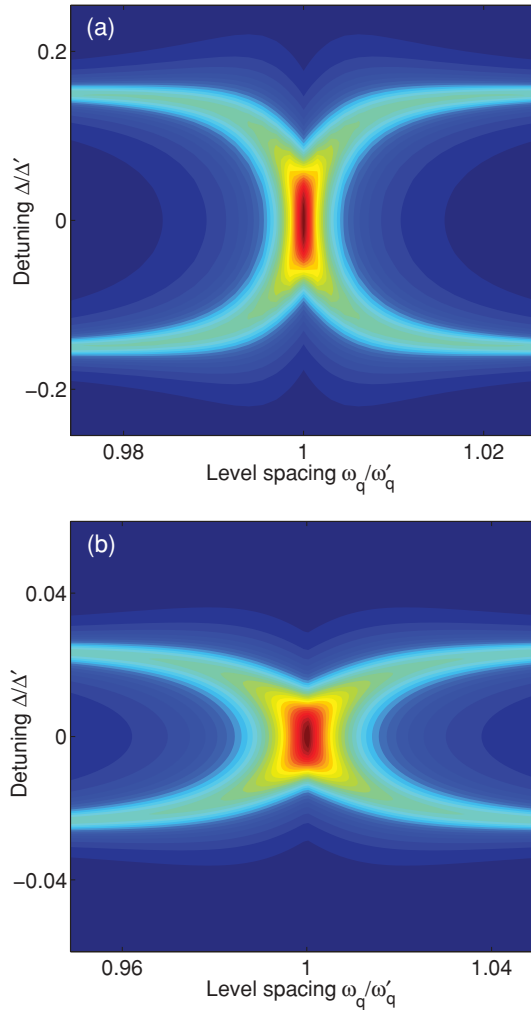 (a)
0.2
0
−0.2
Detuning Δ/Δ′
0.98
1
1.02
Level spacing ω_q/ω′_q
(b)
0.04
0
−0.04
Detuning Δ/Δ′
0.96
1
1.04
Level spacing ω_q/ω′_q